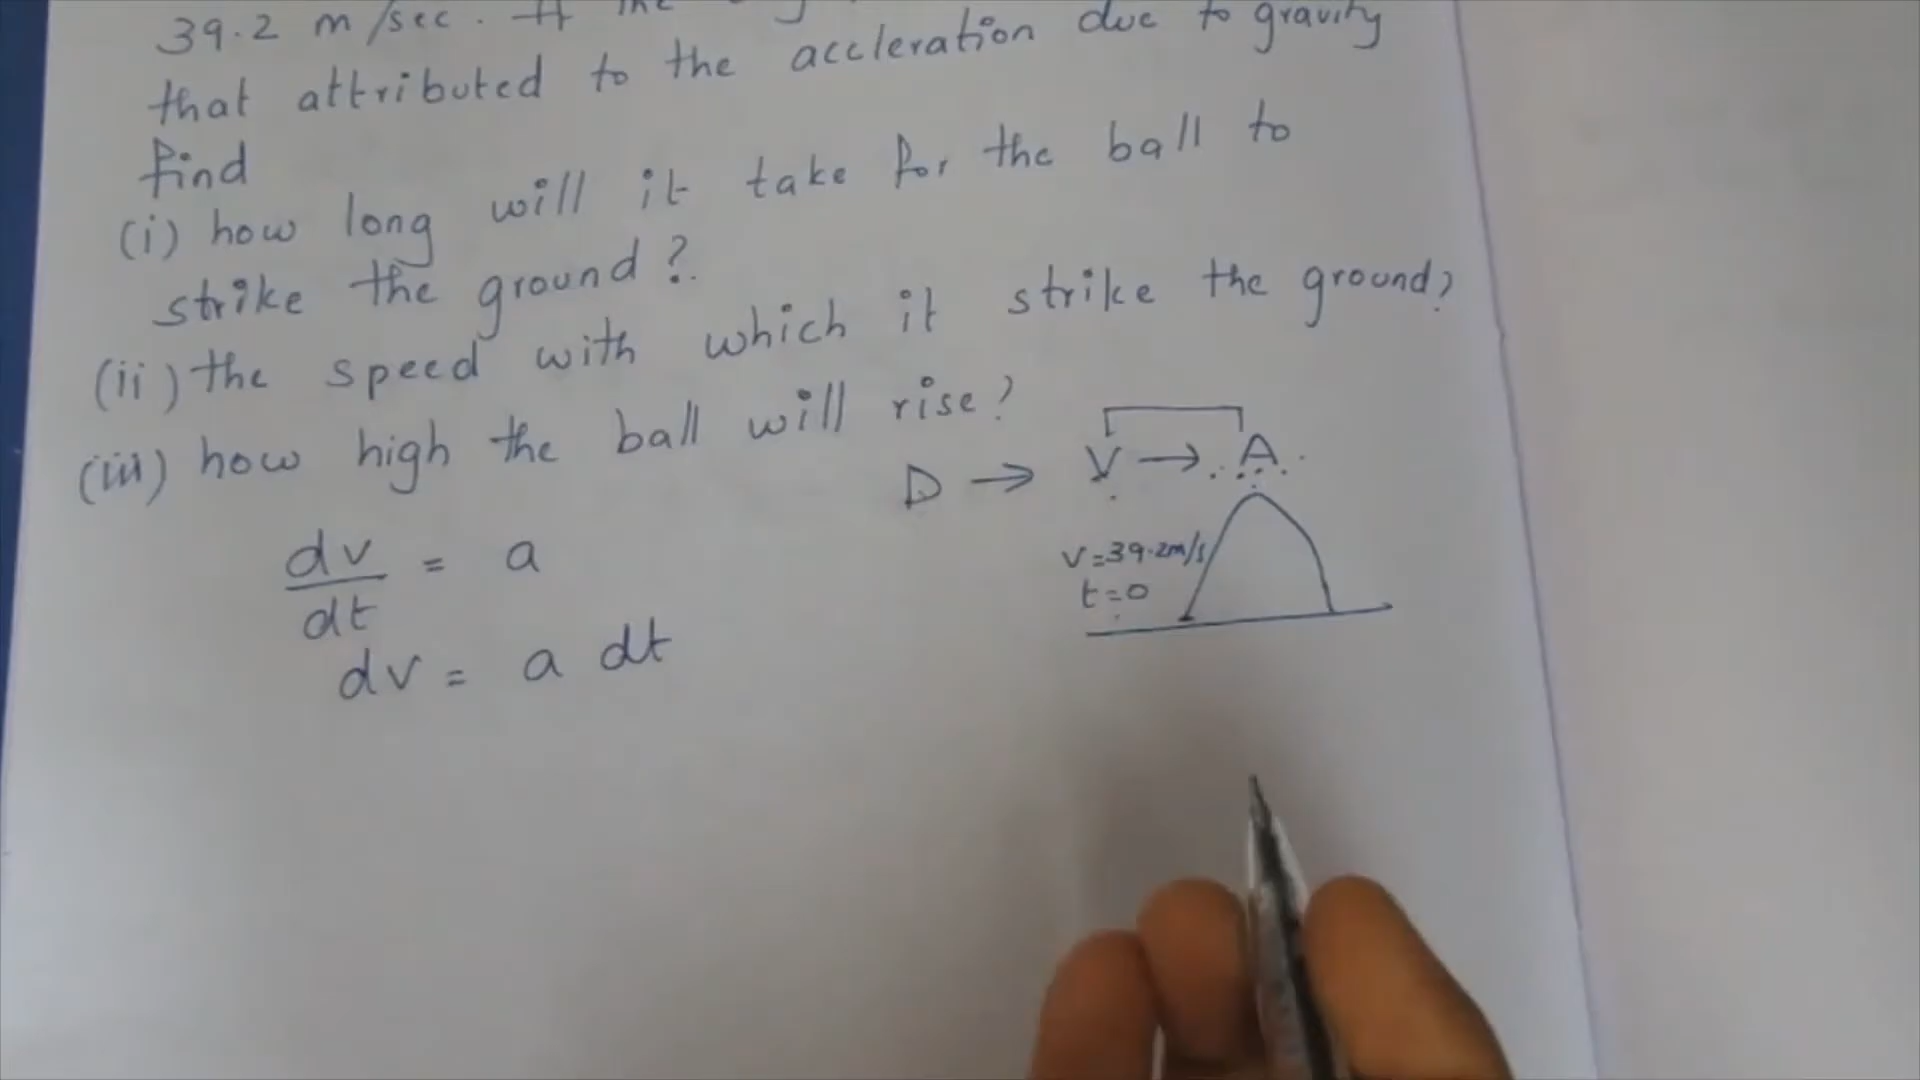 39.2 m/sec. If the
that attributed to the accleration due to gravity
find
(i) how long will it take for the ball to
strike the ground?
(ii) the speed with which it strike the ground?
(iii) how high the ball will rise?
D → V → A
dv/dt = a
dv = a dt
V=39.2m/s
t=0